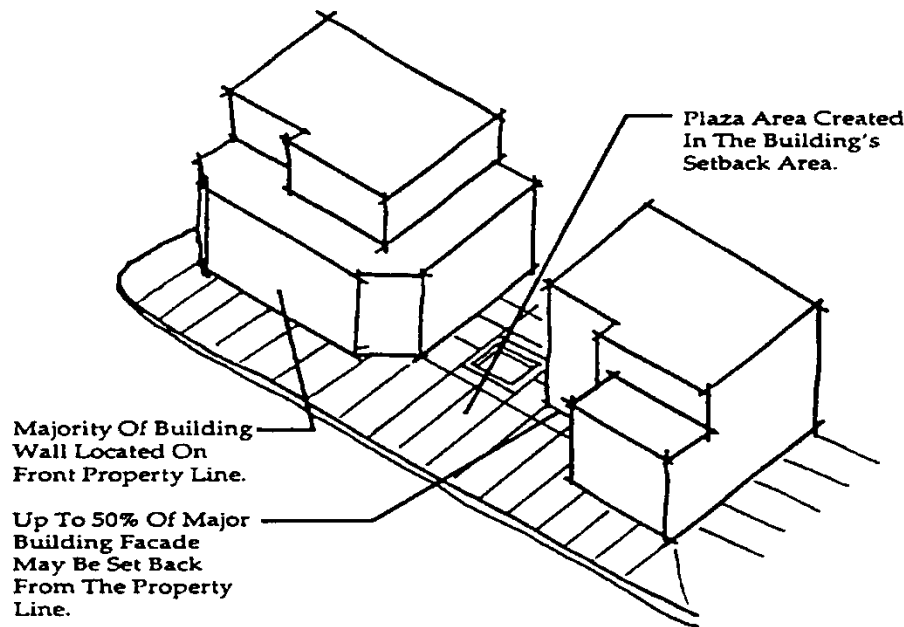 Plaza Area Created
In The Building's
Setback Area.
Majority Of Building
Wall Located On
Front Property Line.
Up To 50% Of Major
Building Facade
May Be Set Back
From The Property
Line.